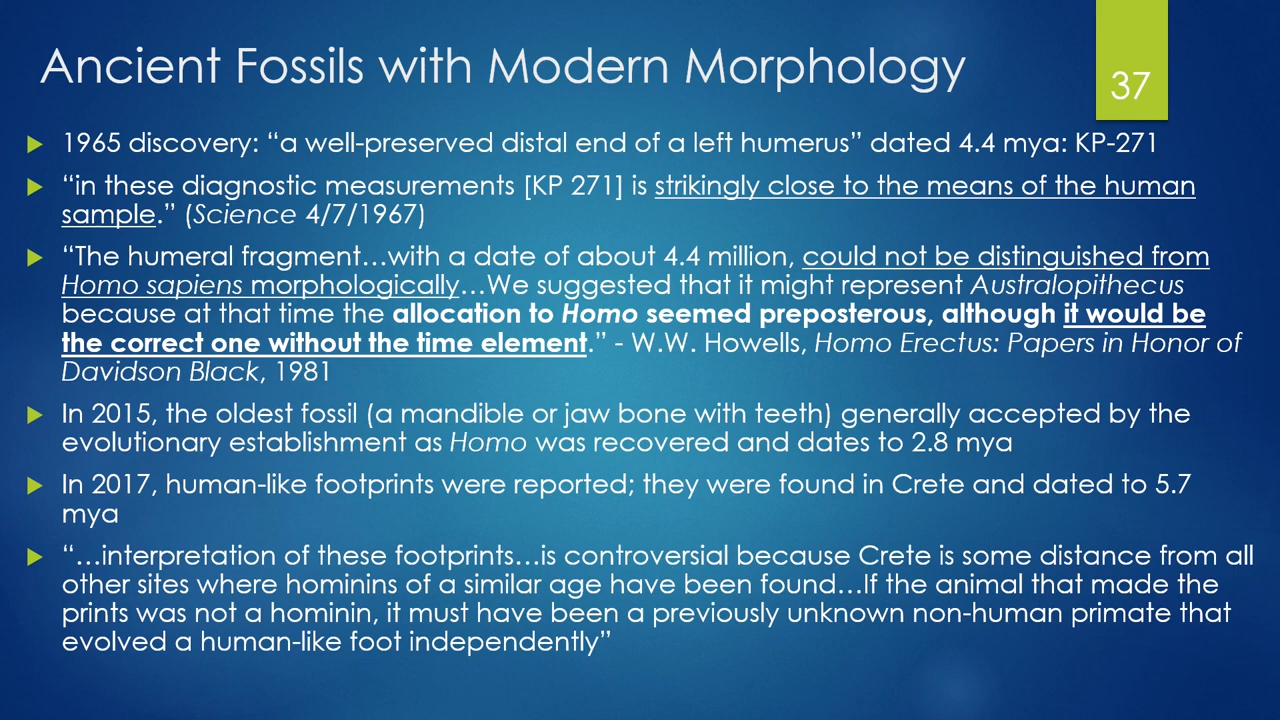 Ancient Fossils with Modern Morphology
37
1965 discovery: “a well-preserved distal end of a left humerus” dated 4.4 mya: KP-271
“in these diagnostic measurements [KP 271] is strikingly close to the means of the human
sample.” (Science 4/7/1967)
“The humeral fragment…with a date of about 4.4 million, could not be distinguished from
Homo sapiens morphologically…We suggested that it might represent Australopithecus
because at that time the allocation to Homo seemed preposterous, although it would be
the correct one without the time element.” - W.W. Howells, Homo Erectus: Papers in Honor of
Davidson Black, 1981
In 2015, the oldest fossil (a mandible or jaw bone with teeth) generally accepted by the
evolutionary establishment as Homo was recovered and dates to 2.8 mya
In 2017, human-like footprints were reported; they were found in Crete and dated to 5.7
mya
“…interpretation of these footprints…is controversial because Crete is some distance from all
other sites where hominins of a similar age have been found…If the animal that made the
prints was not a hominin, it must have been a previously unknown non-human primate that
evolved a human-like foot independently”